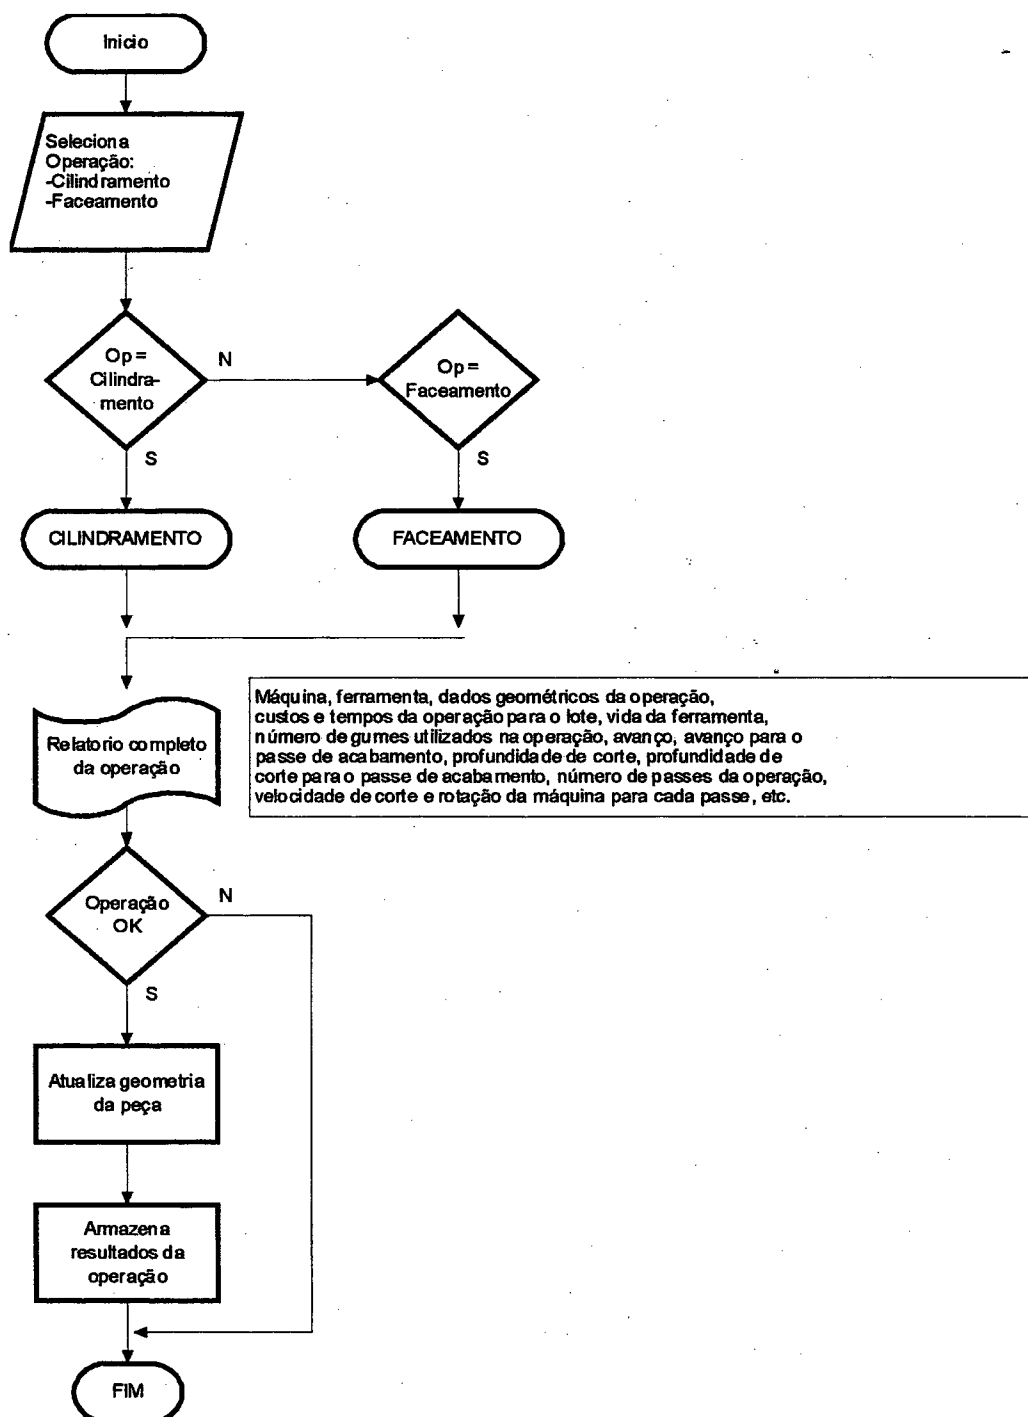 Inicio
Seleciona
Operação:
-Cilindramento
-Faceamento
Op =
Cilindra-
mento
N
Op =
Faceamento
S
S
CILINDRAMENTO
FACEAMENTO
Relatorio completo
da operação
Máquina, ferramenta, dados geométricos da operação,
custos e tempos da operação para o lote, vida da ferramenta,
número de gumes utilizados na operação, avanço, avanço para o
passe de acabamento, profundidade de corte, profundidade de
corte para o passe de acabamento, número de passes da operação,
velocidade de corte e rotação da máquina para cada passe, etc.
Operação
OK
N
S
Atualiza geometria
da peça
Armazena
resultados da
operação
FIM